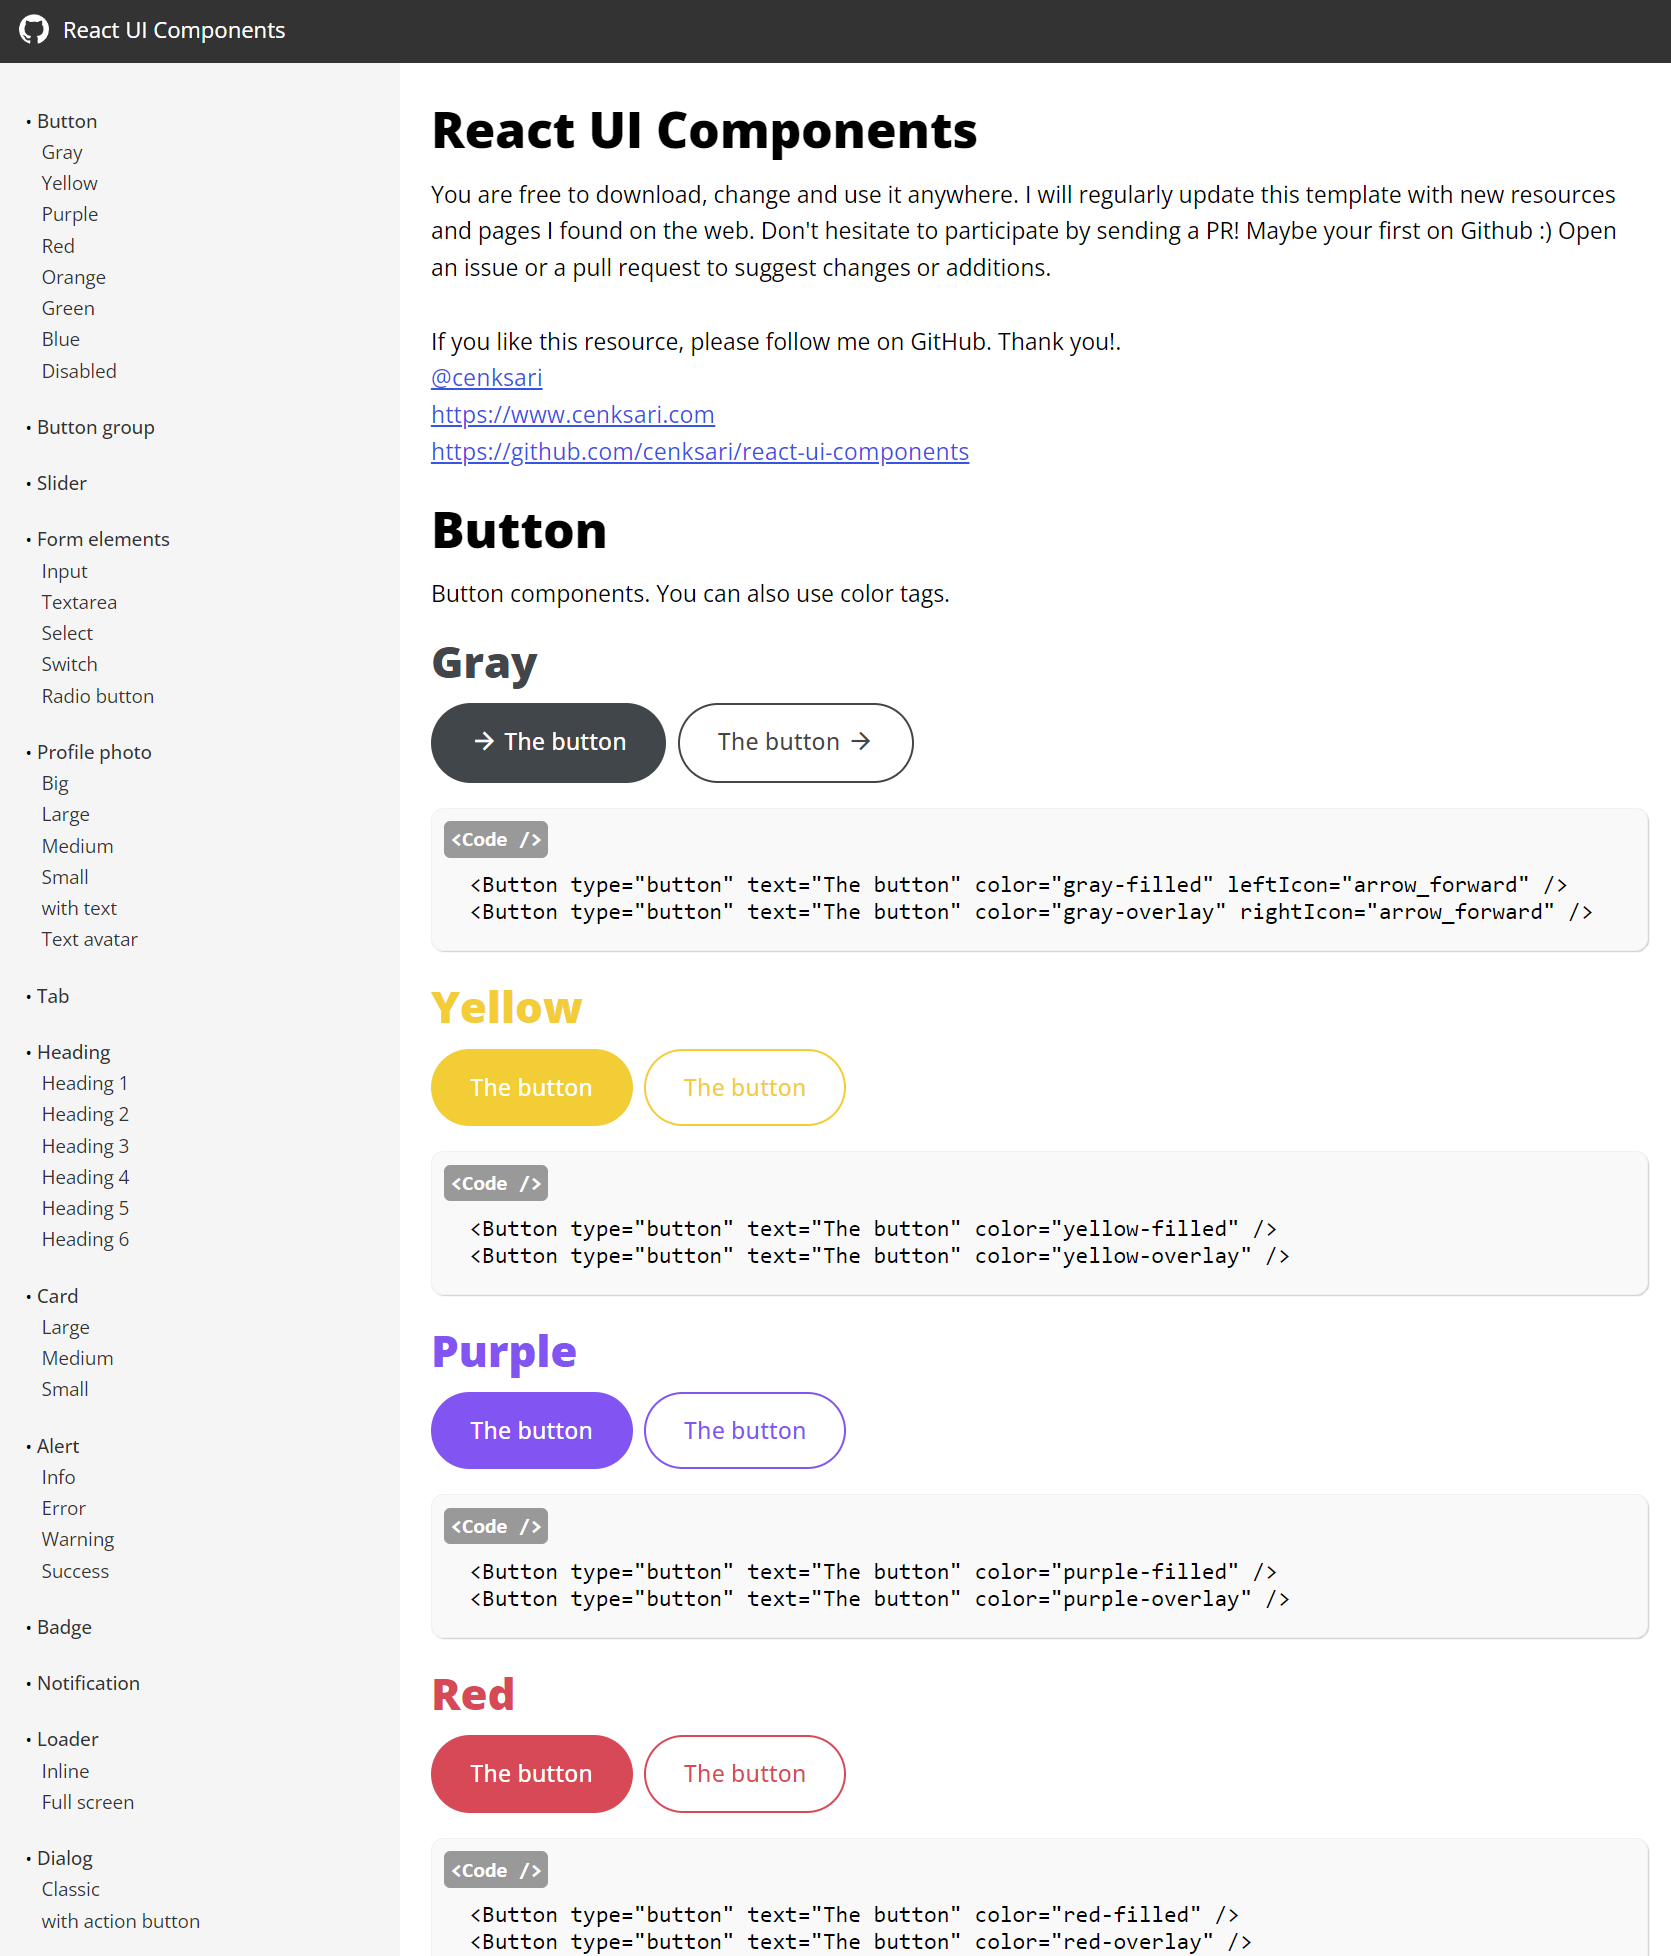 React UI Components
• Button
Gray
Yellow
Purple
Red
Orange
Green
Blue
Disabled
• Button group
• Slider
• Form elements
Input
Textarea
Select
Switch
Radio button
• Profile photo
Big
Large
Medium
Small
with text
Text avatar
• Tab
• Heading
Heading 1
Heading 2
Heading 3
Heading 4
Heading 5
Heading 6
• Card
Large
Medium
Small
• Alert
Info
Error
Warning
Success
• Badge
• Notification
• Loader
Inline
Full screen
• Dialog
Classic
with action button
React UI Components
You are free to download, change and use it anywhere. I will regularly update this template with new resources
and pages I found on the web. Don't hesitate to participate by sending a PR! Maybe your first on Github :) Open
an issue or a pull request to suggest changes or additions.
If you like this resource, please follow me on GitHub. Thank you!.
@cenksari
https://www.cenksari.com
https://github.com/cenksari/react-ui-components
Button
Button components. You can also use color tags.
Gray
→ The button The button →
<Code />
<Button type="button" text="The button" color="gray-filled" leftIcon="arrow_forward" />
<Button type="button" text="The button" color="gray-overlay" rightIcon="arrow_forward" />
Yellow
The button The button
<Code />
<Button type="button" text="The button" color="yellow-filled" />
<Button type="button" text="The button" color="yellow-overlay" />
Purple
The button The button
<Code />
<Button type="button" text="The button" color="purple-filled" />
<Button type="button" text="The button" color="purple-overlay" />
Red
The button The button
<Code />
<Button type="button" text="The button" color="red-filled" />
<Button type="button" text="The button" color="red-overlay" />